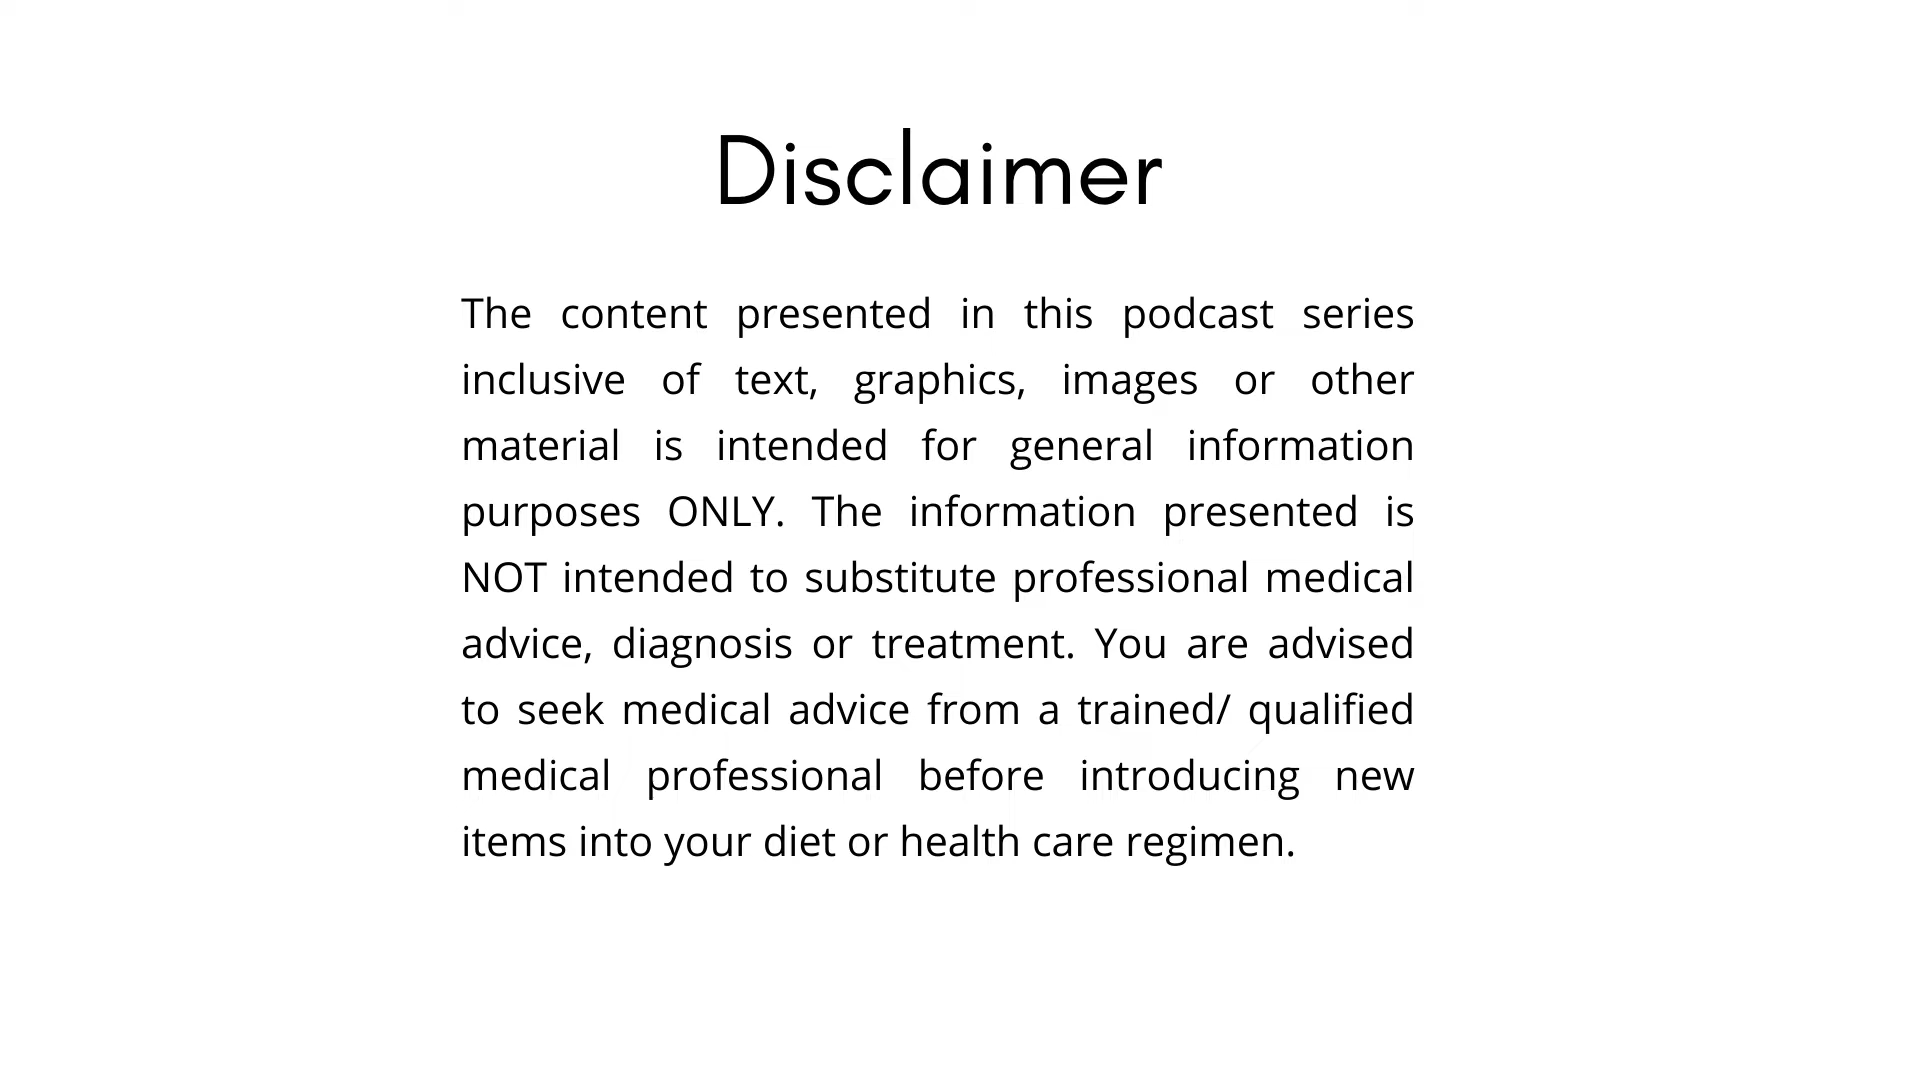 Disclaimer
The content presented in this podcast series
inclusive of text, graphics, images or other
material is intended for general information
purposes ONLY. The information presented is
NOT intended to substitute professional medical
advice, diagnosis or treatment. You are advised
to seek medical advice from a trained/ qualified
medical professional before introducing new
items into your diet or health care regimen.